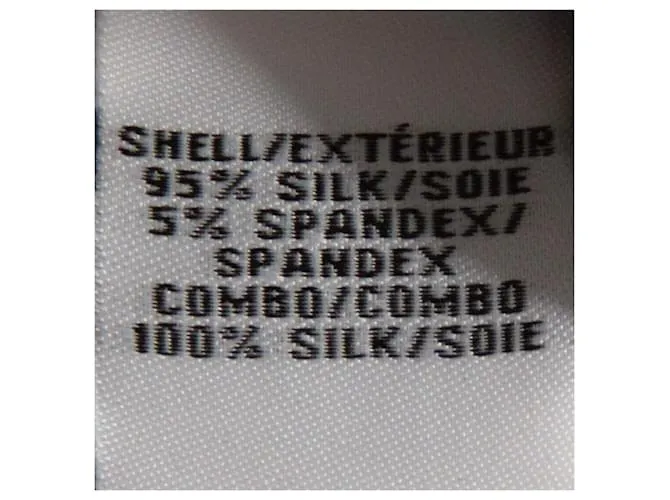 SHELL/EXTÉRIEUR
95% SILK/SOIE
5% SPANDEX/
SPANDEX
COMBO/COMBO
100% SILK/SOIE